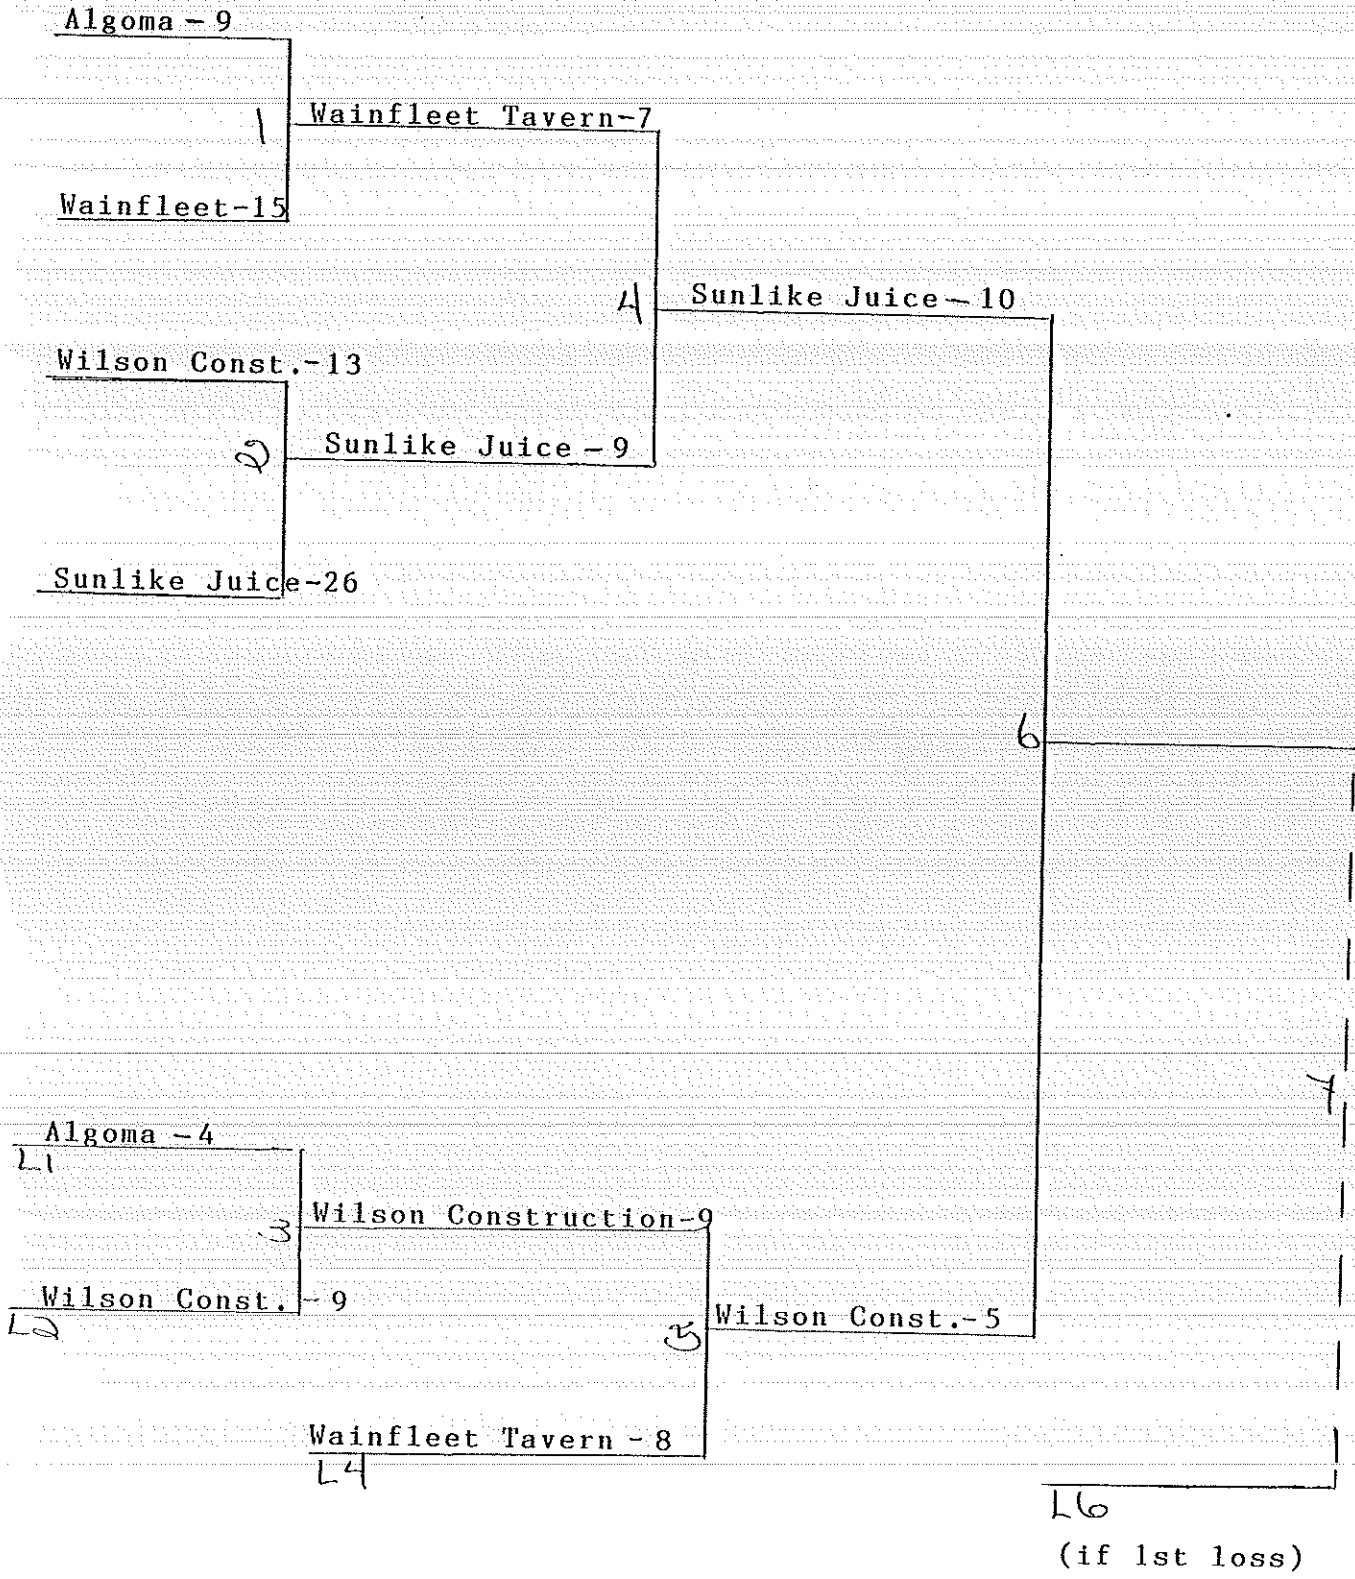 Algoma - 9
1
Wainfleet Tavern-7
Wainfleet-15
4
Sunlike Juice - 10
Wilson Const.-13
2
Sunlike Juice - 9
Sunlike Juice-26
6
7
Algoma - 4
L1
3
Wilson Construction-9
Wilson Const. - 9
L2
5
Wilson Const.-5
Wainfleet Tavern - 8
L4
L6
(if 1st loss)